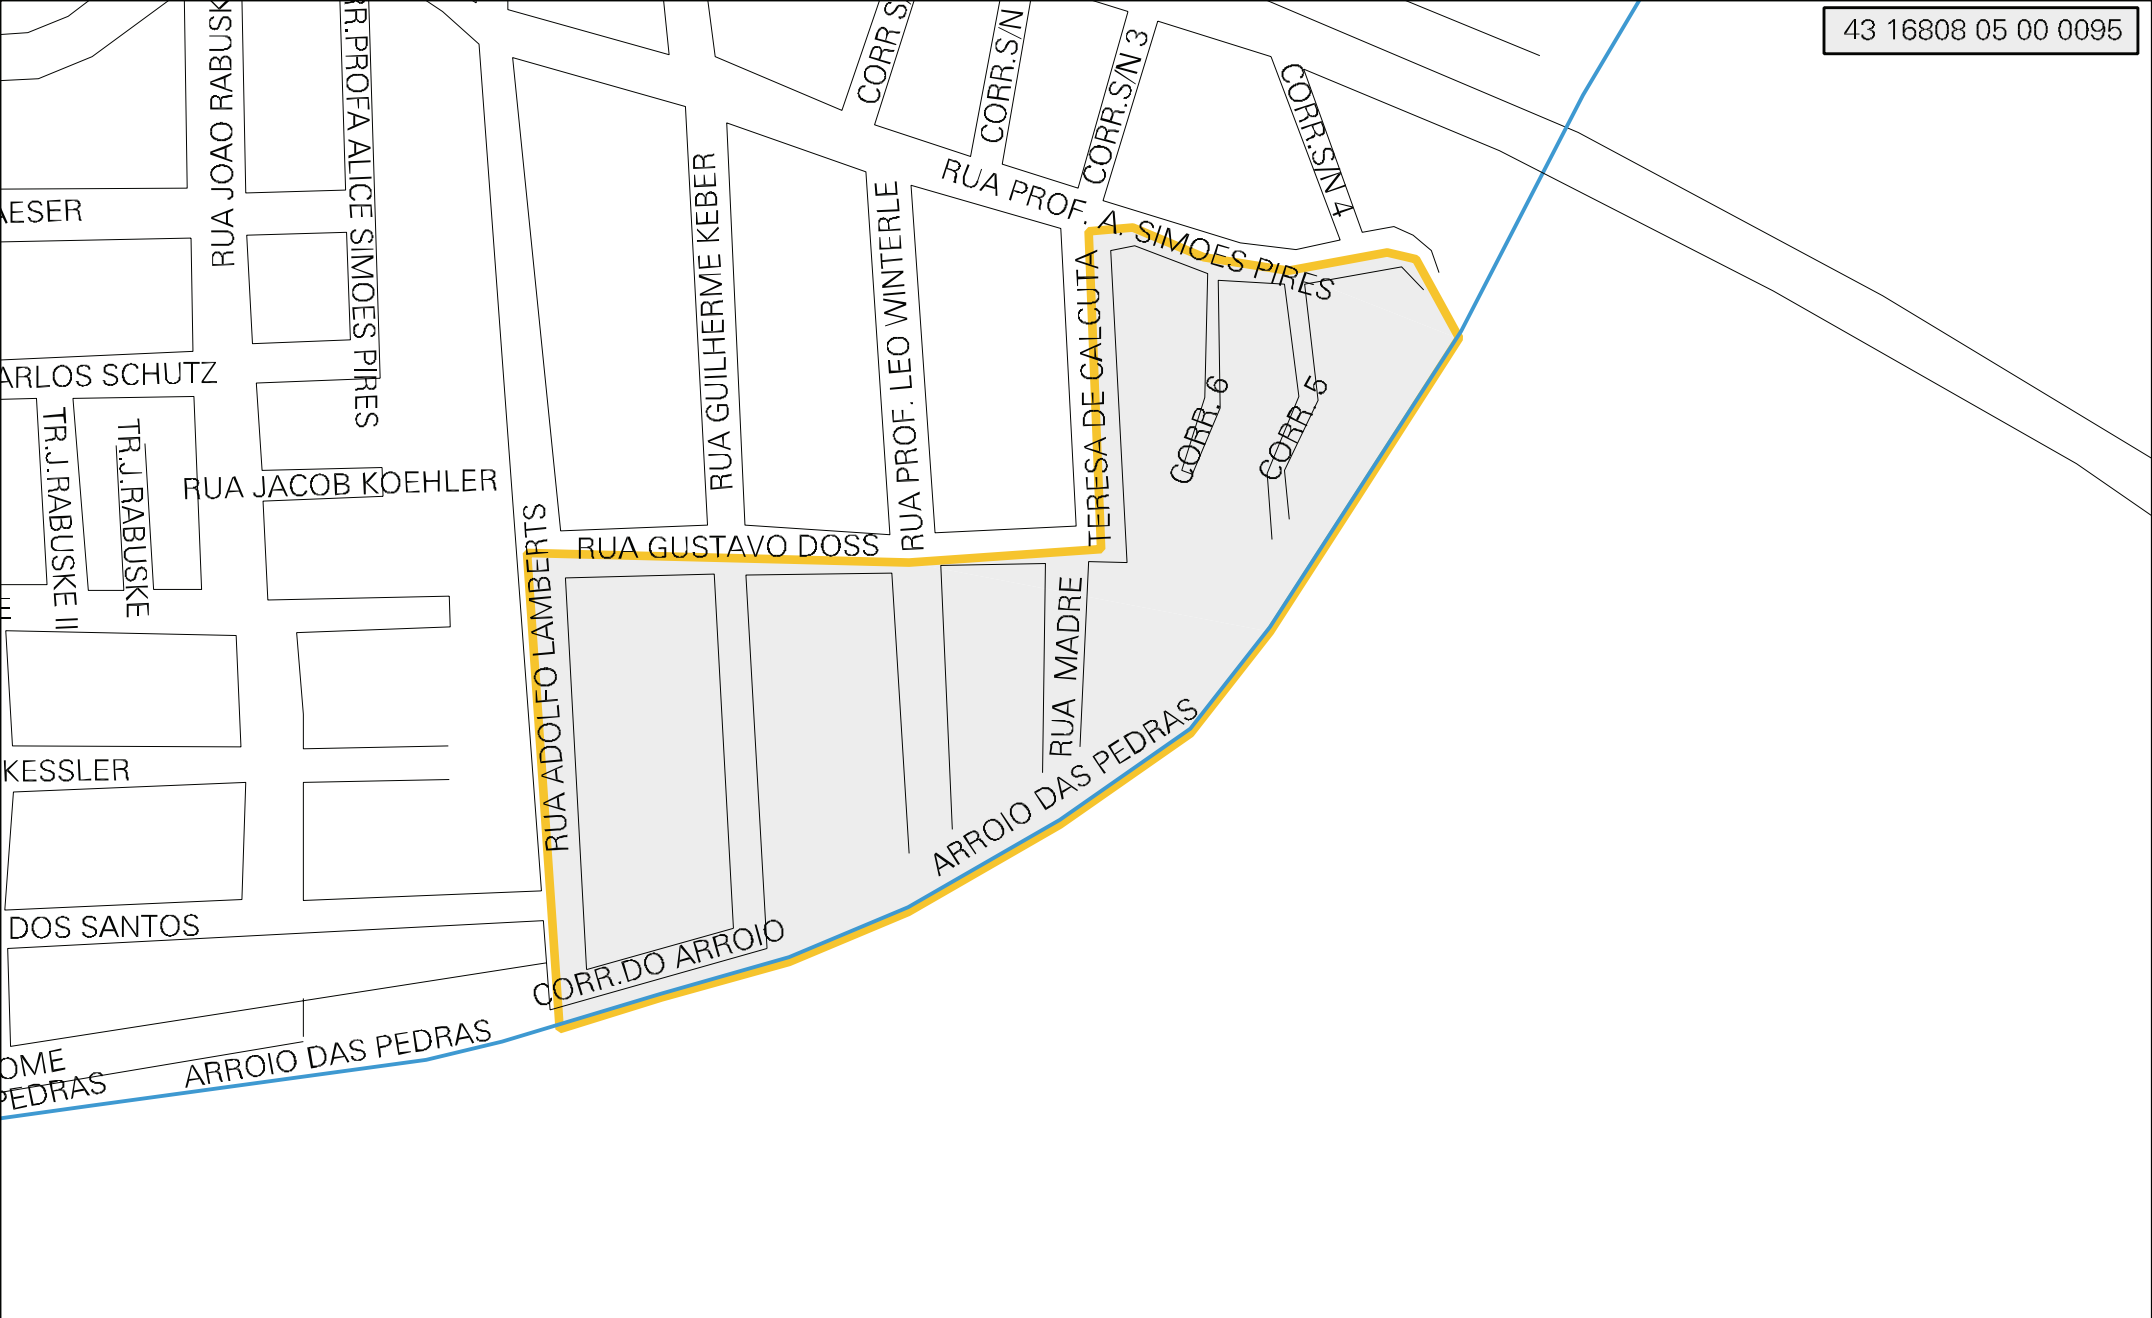 43 16808 05 00 0095
RUA JOAO RABUSK
RR.PROFA ALICE SIMOES PIRES
CORR.S
CORR.S/N
CORR.S/N 3
CORR.S/N 4
RUA PROF. A. SIMOES PIRES
AESER
RUA GUILHERME KEBER
RUA PROF. LEO WINTERLE
TERESA DE CALCUTA
RUA MADRE
CORR. 6
CORR. 5
ARLOS SCHUTZ
TR.J.RABUSKE II
TR.J.RABUSKE
RUA JACOB KOEHLER
RUA GUSTAVO DOSS
RUA ADOLFO LAMBERTS
E
KESSLER
DOS SANTOS
ARROIO DAS PEDRAS
CORR.DO ARROIO
ARROIO DAS PEDRAS
OME
PEDRAS